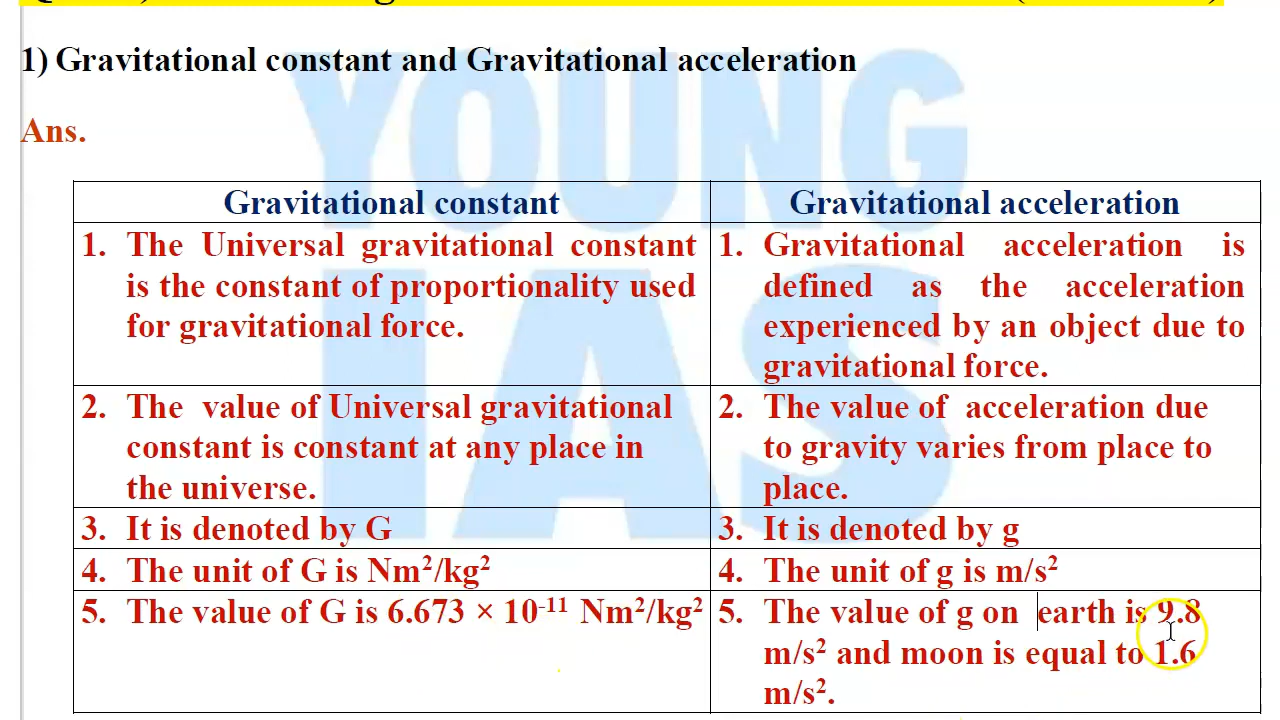 1) Gravitational constant and Gravitational acceleration
YOUNG
IAS
Ans.
Gravitational constant
1. The Universal gravitational constant
is the constant of proportionality used
for gravitational force.
2. The value of Universal gravitational
constant is constant at any place in
the universe.
3. It is denoted by G
4. The unit of G is Nm²/kg²
5. The value of G is 6.673 × 10⁻¹¹ Nm²/kg²
Gravitational acceleration
1. Gravitational acceleration is
defined as the acceleration
experienced by an object due to
gravitational force.
2. The value of acceleration due
to gravity varies from place to
place.
3. It is denoted by g
4. The unit of g is m/s²
5. The value of g on earth is 9.8
m/s² and moon is equal to 1.6
m/s².